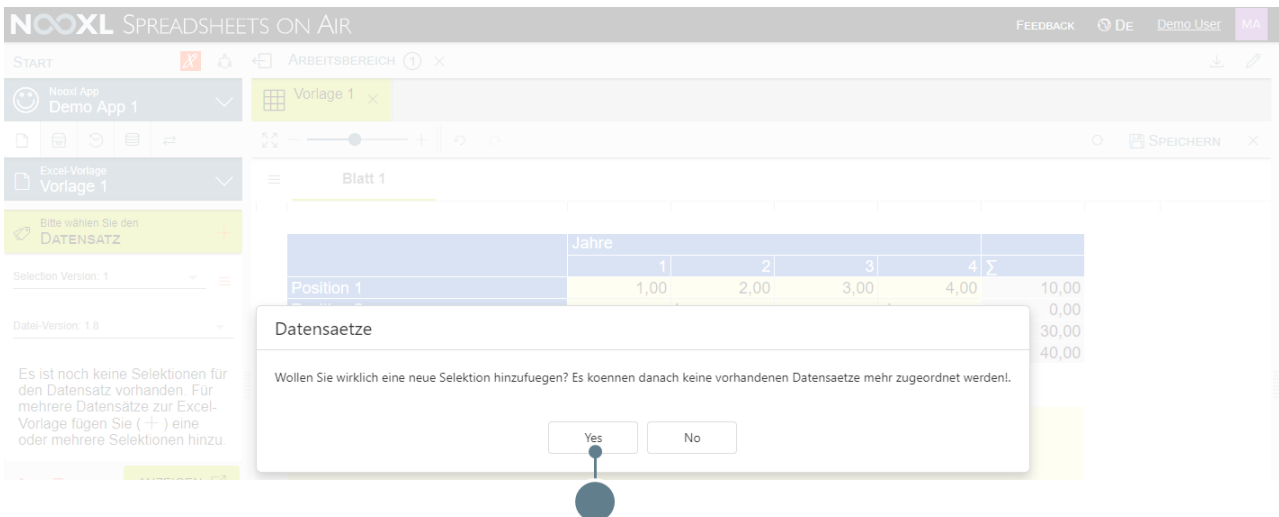 NOOXL SPREADSHEETS ON AIR
FEEDBACK
DE
Demo User
MA
START
ARBEITSBEREICH 1
Nooxl App
Demo App 1
Vorlage 1
SPEICHERN
Excel-Vorlage
Vorlage 1
Blatt 1
Bitte wählen Sie den
DATENSATZ
Jahre
1 2 3 4 Σ
Position 1 1,00 2,00 3,00 4,00 10,00
0,00
30,00
40,00
Selection Version: 1
Datei-Version: 1.8
Es ist noch keine Selektionen für
den Datensatz vorhanden. Für
mehrere Datensätze zur Excel-
Vorlage fügen Sie ( + ) eine
oder mehrere Selektionen hinzu.
Datensaetze
Wollen Sie wirklich eine neue Selektion hinzufuegen? Es koennen danach keine vorhandenen Datensaetze mehr zugeordnet werden!.
Yes
No